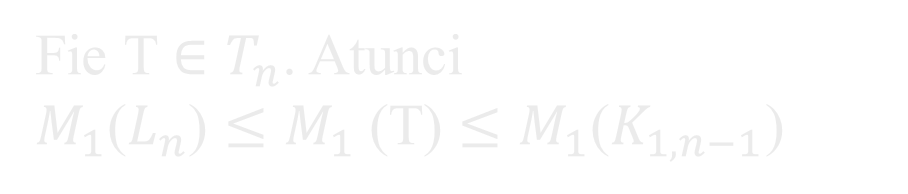 Fie T ∈ 𝑇ₙ. Atunci
𝑀₁(𝐿ₙ) ≤ 𝑀₁ (T) ≤ 𝑀₁(𝐾₁,ₙ₋₁)